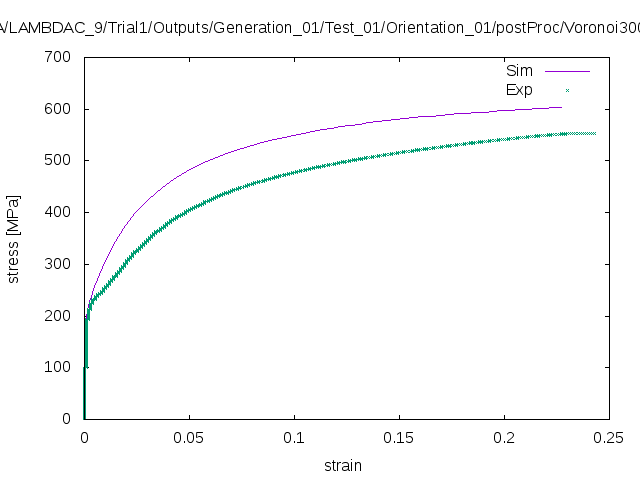 /LAMBDAC_9/Trial1/Outputs/Generation_01/Test_01/Orientation_01/postProc/Voronoi300
700
600
500
400
300
200
100
0
stress [MPa]
Sim
Exp
0
0.05
0.1
0.15
0.2
0.25
strain